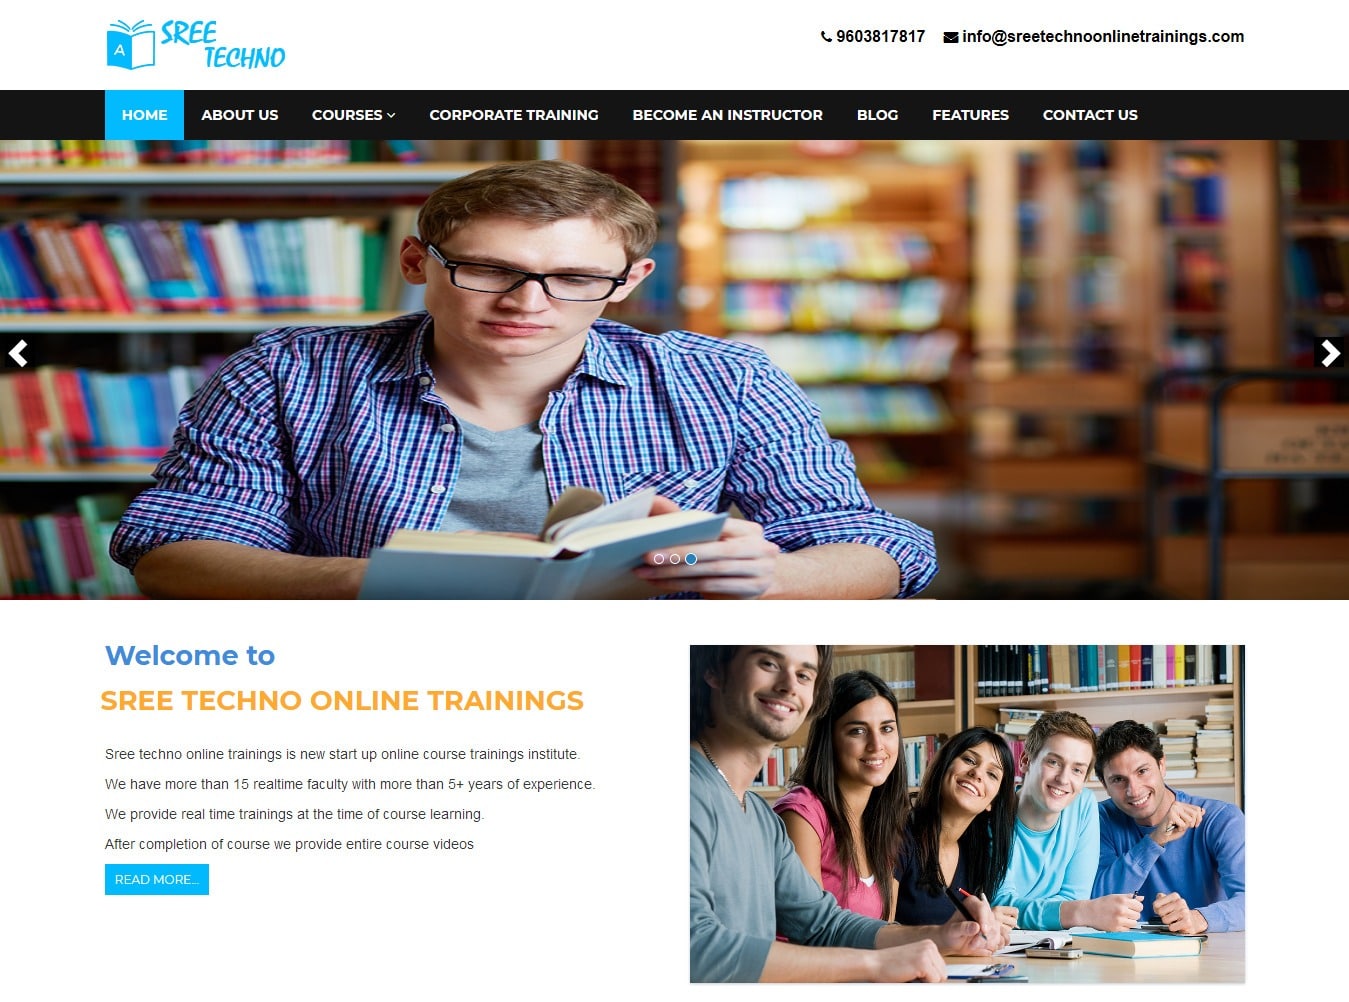 SREE
TECHNO
A
9603817817 info@sreetechnoonlinetrainings.com
HOME ABOUT US COURSES CORPORATE TRAINING BECOME AN INSTRUCTOR BLOG FEATURES CONTACT US
Welcome to
SREE TECHNO ONLINE TRAININGS
Sree techno online trainings is new start up online course trainings institute.
We have more than 15 realtime faculty with more than 5+ years of experience.
We provide real time trainings at the time of course learning.
After completion of course we provide entire course videos
READ MORE...